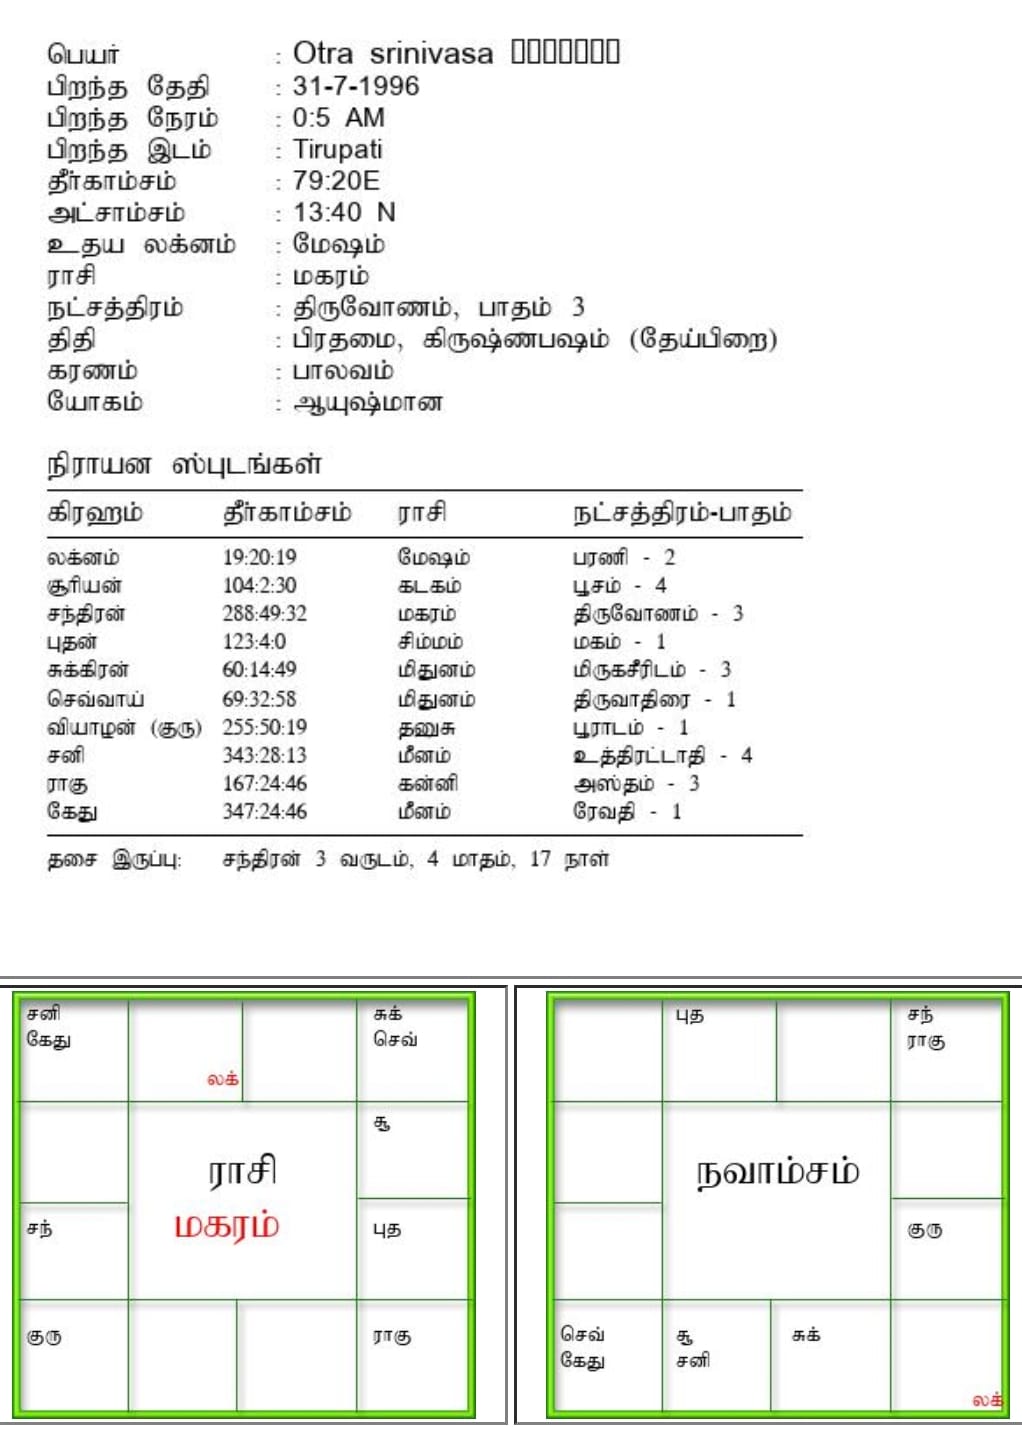 பெயர் : Otra srinivasa
பிறந்த தேதி : 31-7-1996
பிறந்த நேரம் : 0:5 AM
பிறந்த இடம் : Tirupati
தீர்காம்சம் : 79:20E
அட்சாம்சம் : 13:40 N
உதய லக்னம் : மேஷம்
ராசி : மகரம்
நட்சத்திரம் : திருவோணம், பாதம் 3
திதி : பிரதமை, கிருஷ்ணபஷம் (தேய்பிறை)
கரணம் : பாலவம்
யோகம் : ஆயுஷ்மான
நிராயன ஸ்புடங்கள்
கிரஹம் தீர்காம்சம் ராசி நட்சத்திரம்-பாதம்
லக்னம் 19:20:19 மேஷம் பரணி - 2
சூரியன் 104:2:30 கடகம் பூசம் - 4
சந்திரன் 288:49:32 மகரம் திருவோணம் - 3
புதன் 123:4:0 சிம்மம் மகம் - 1
சுக்கிரன் 60:14:49 மிதுனம் மிருகசீரிடம் - 3
செவ்வாய் 69:32:58 மிதுனம் திருவாதிரை - 1
வியாழன் (குரு) 255:50:19 தனுசு பூராடம் - 1
சனி 343:28:13 மீனம் உத்திரட்டாதி - 4
ராகு 167:24:46 கன்னி அஸ்தம் - 3
கேது 347:24:46 மீனம் ரேவதி - 1
தசை இருப்பு: சந்திரன் 3 வருடம், 4 மாதம், 17 நாள்
சனி சுக்
கேது செவ்
லக்
சூ
ராசி
மகரம்
சந் புத
குரு ராகு
புத சந்
ராகு
நவாம்சம்
குரு
செவ் சூ சுக்
கேது சனி
லக்